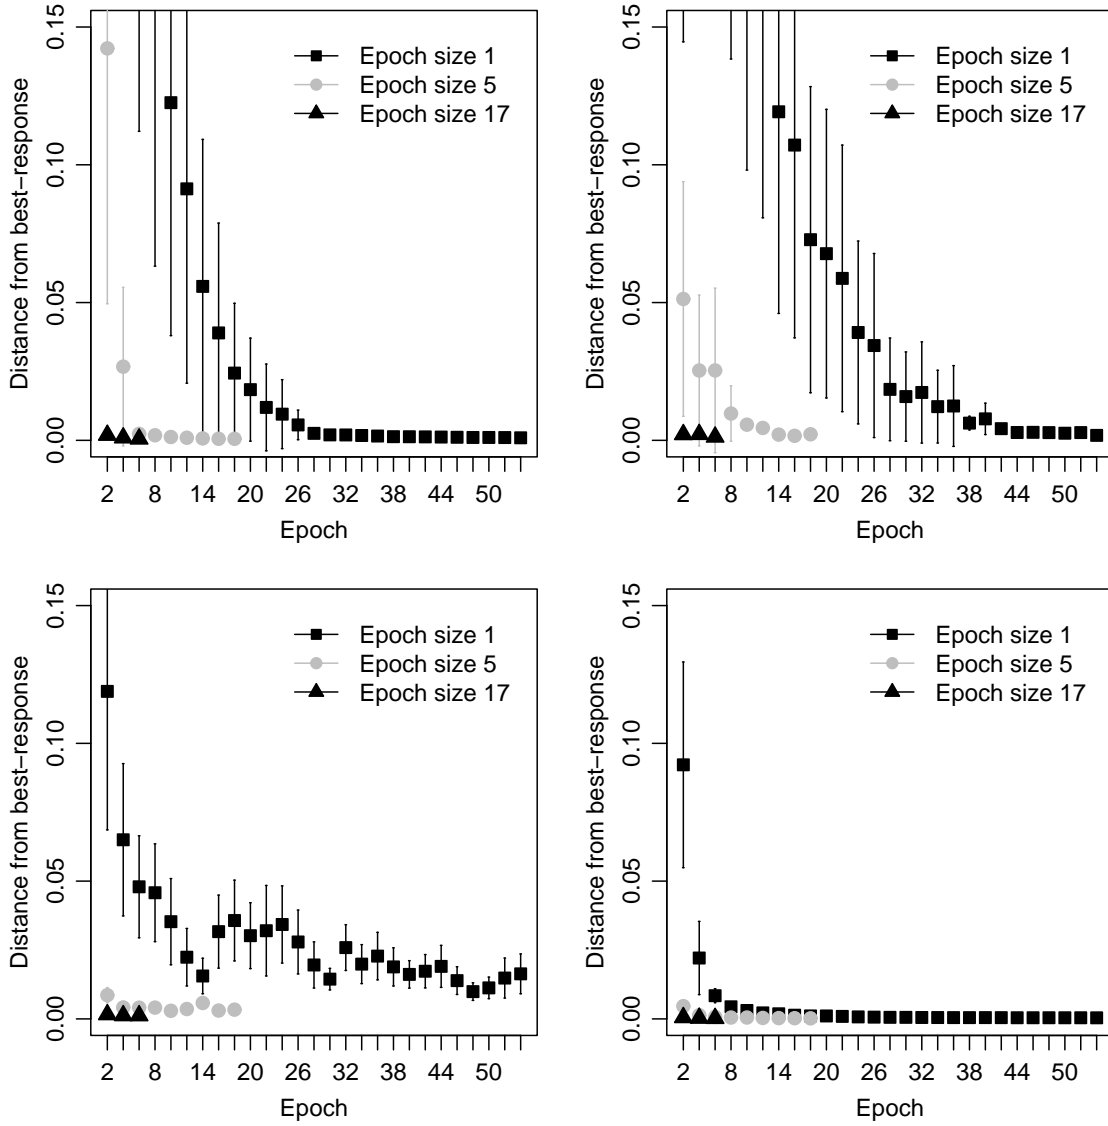 0.15
0.10
0.05
0.00
Distance from best−response
Epoch size 1
Epoch size 5
Epoch size 17
2 8 14 20 26 32 38 44 50
Epoch
0.15
0.10
0.05
0.00
Distance from best−response
Epoch size 1
Epoch size 5
Epoch size 17
2 8 14 20 26 32 38 44 50
Epoch
0.15
0.10
0.05
0.00
Distance from best−response
Epoch size 1
Epoch size 5
Epoch size 17
2 8 14 20 26 32 38 44 50
Epoch
0.15
0.10
0.05
0.00
Distance from best−response
Epoch size 1
Epoch size 5
Epoch size 17
2 8 14 20 26 32 38 44 50
Epoch